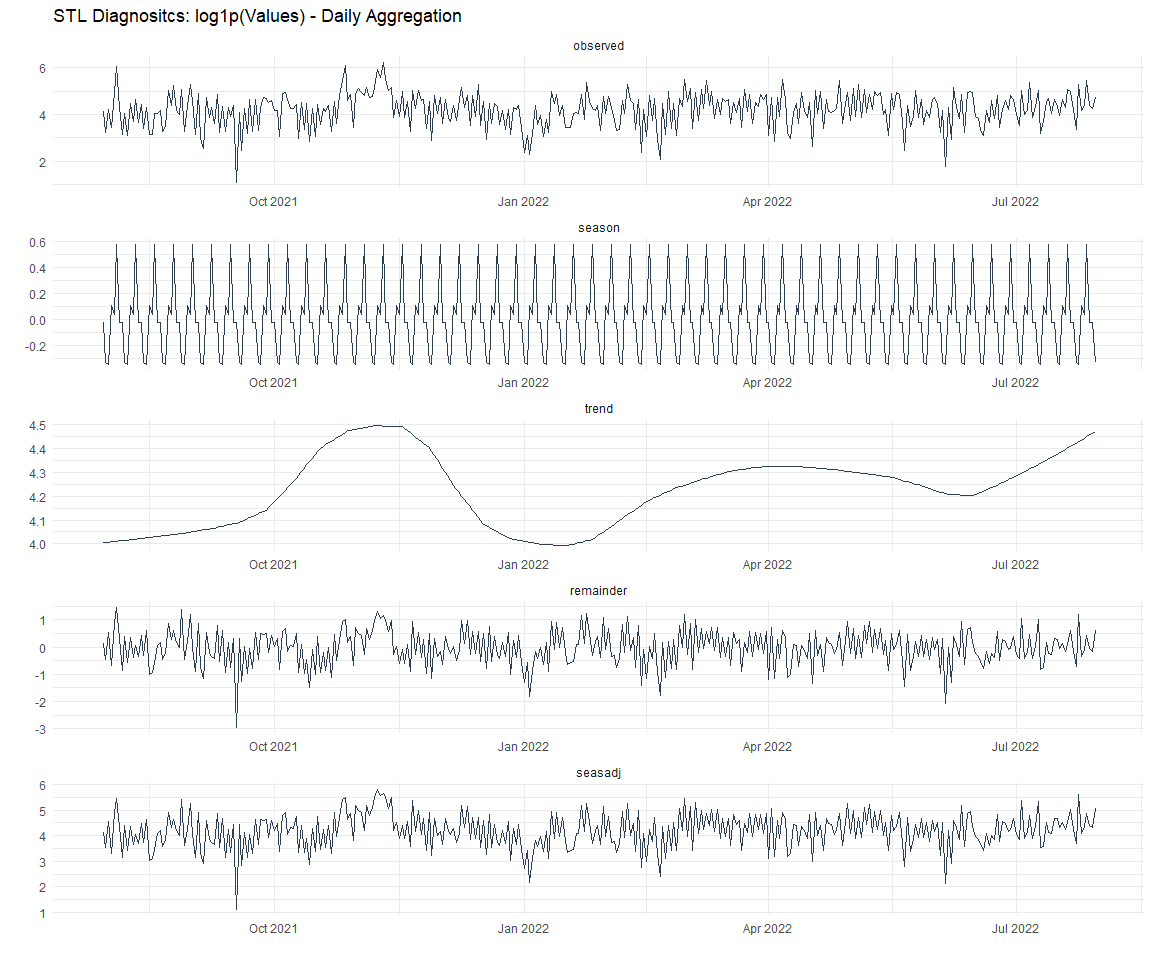 STL Diagnositcs: log1p(Values) - Daily Aggregation
observed
6
4
2
Oct 2021 Jan 2022 Apr 2022 Jul 2022
season
0.6
0.4
0.2
0.0
-0.2
Oct 2021 Jan 2022 Apr 2022 Jul 2022
trend
4.5
4.4
4.3
4.2
4.1
4.0
Oct 2021 Jan 2022 Apr 2022 Jul 2022
remainder
1
0
-1
-2
-3
Oct 2021 Jan 2022 Apr 2022 Jul 2022
seasadj
6
5
4
3
2
1
Oct 2021 Jan 2022 Apr 2022 Jul 2022